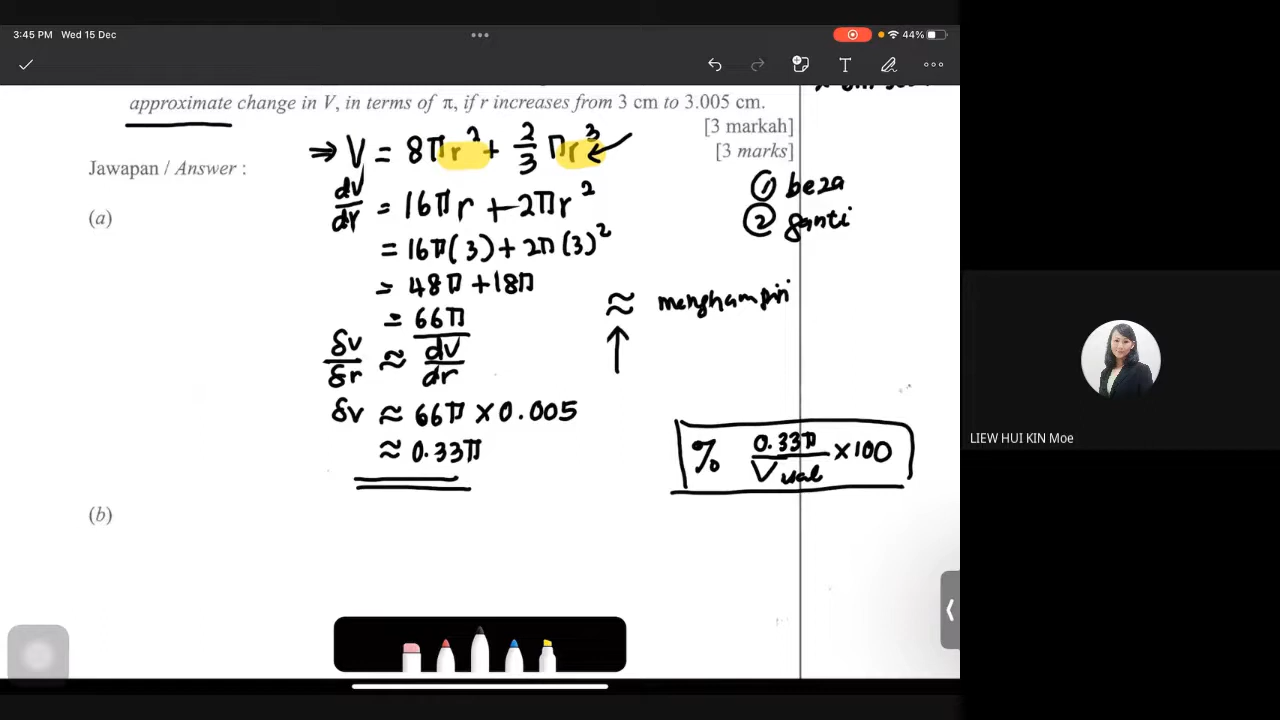 3:45 PM Wed 15 Dec
44%
approximate change in V, in terms of π, if r increases from 3 cm to 3.005 cm.
[3 markah]
[3 marks]
Jawapan / Answer :
(a)
⇒ V = 8πr² + 2/3 πr³
dV/dr = 16πr + 2πr²
= 16π(3) + 2π(3)²
= 48π + 18π
= 66π
δv/δr ≈ dV/dr
δv ≈ 66π × 0.005
≈ 0.33π
① beza
② ganti
≈ menghampiri
% 0.33π/V asal × 100
(b)
LIEW HUI KIN Moe